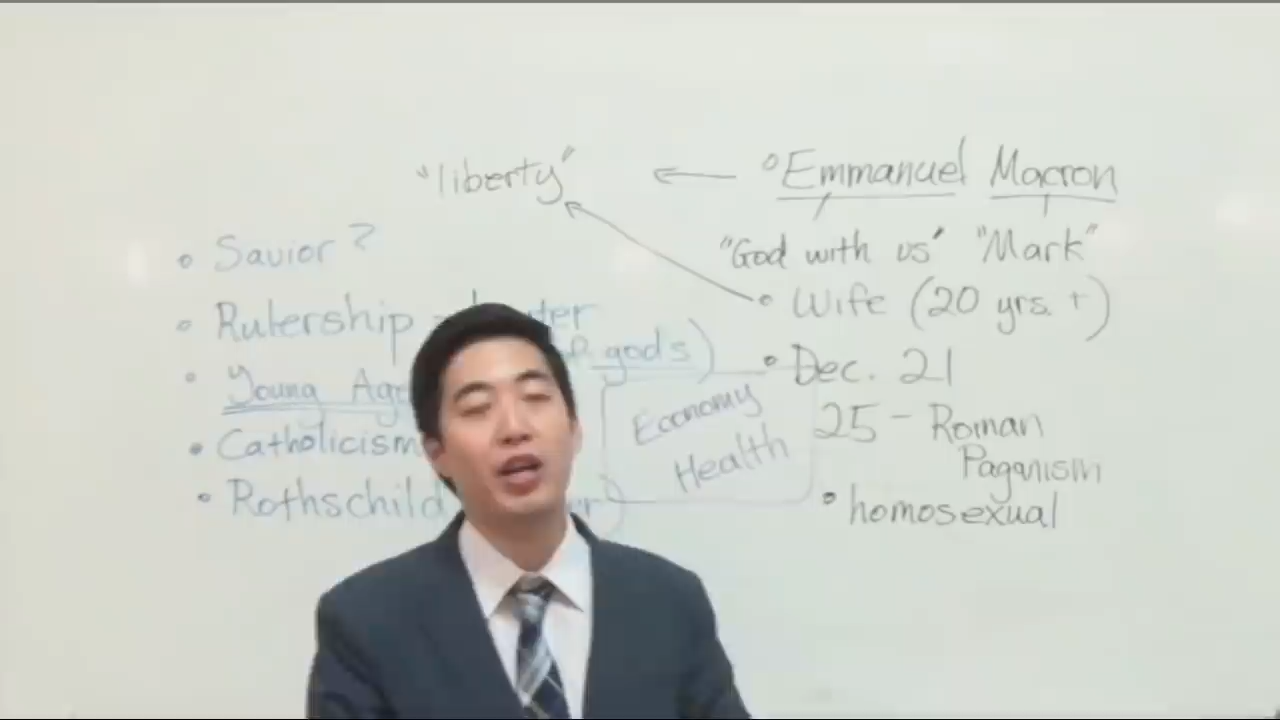 "liberty"
Savior?
Rulership -
gods)
Young Age
Catholicism
Rothschild
Economy
Health
Emmanuel Macron
"God with us" "Mark"
Wife (20 yrs. +)
Dec. 21
25 - Roman
Paganism
homosexual